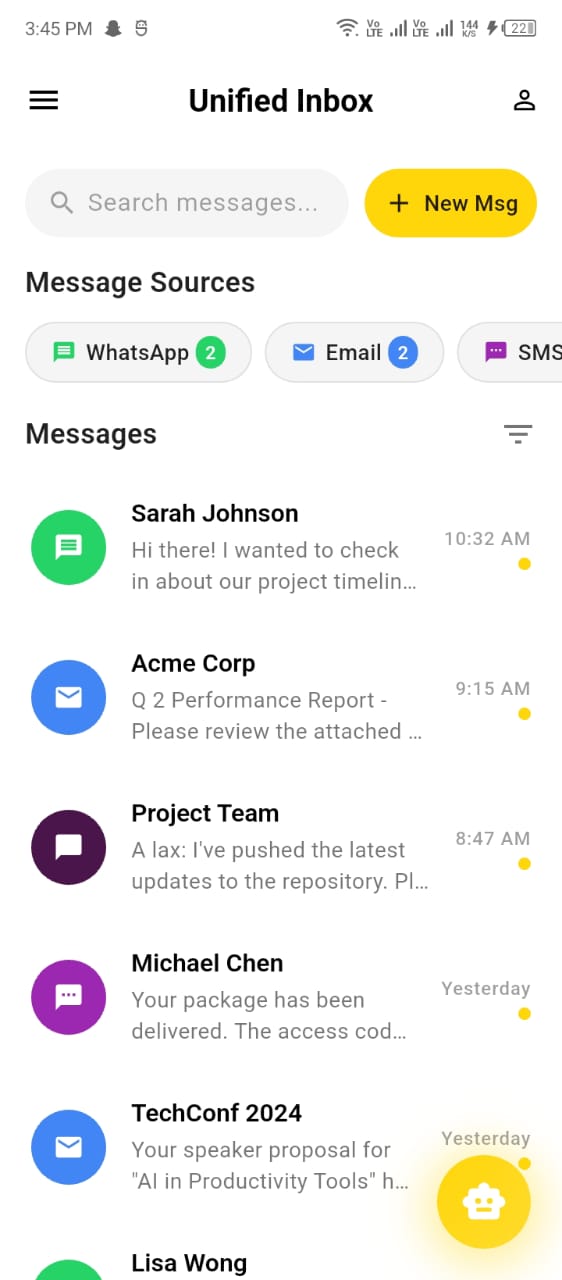 3:45 PM
Vo LTE Vo LTE 144 K/S 22
Unified Inbox
Search messages...
+ New Msg
Message Sources
WhatsApp 2 Email 2 SMS
Messages
Sarah Johnson
Hi there! I wanted to check
in about our project timelin...
10:32 AM
Acme Corp
Q 2 Performance Report -
Please review the attached ...
9:15 AM
Project Team
A lax: I've pushed the latest
updates to the repository. Pl...
8:47 AM
Michael Chen
Your package has been
delivered. The access cod...
Yesterday
TechConf 2024
Your speaker proposal for
"AI in Productivity Tools" h...
Yesterday
Lisa Wong